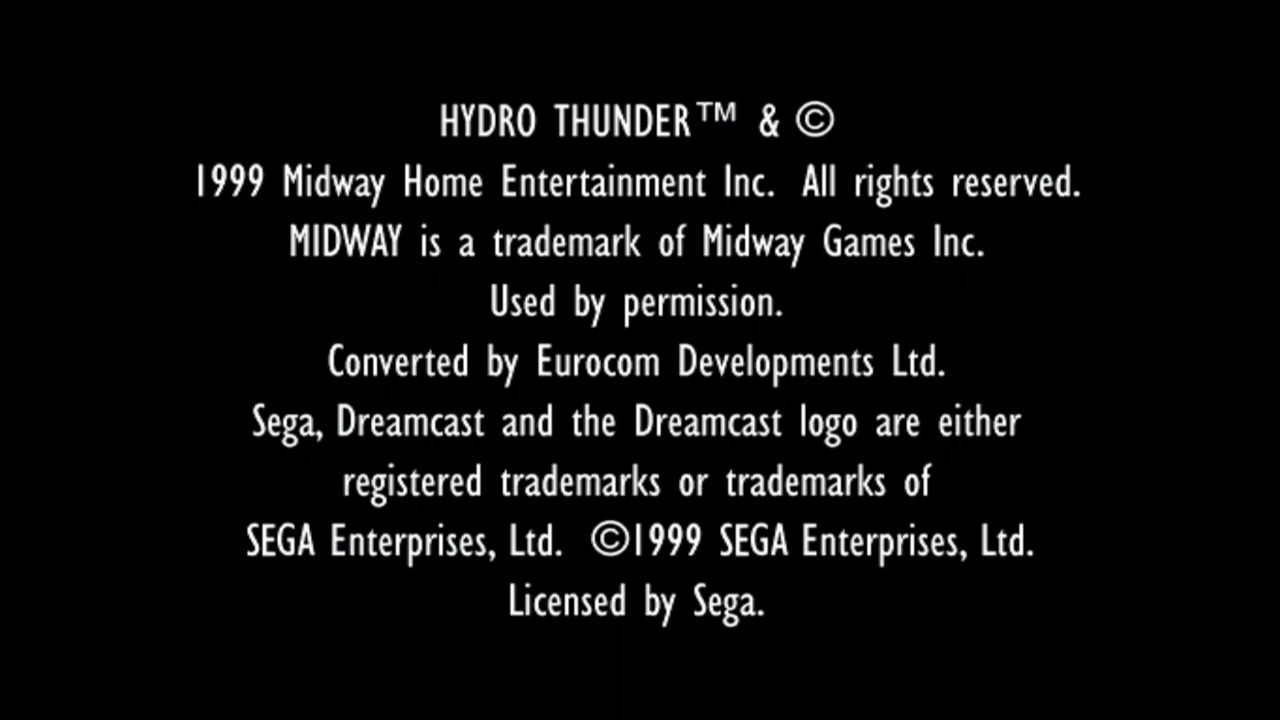 HYDRO THUNDER™ & ©
1999 Midway Home Entertainment Inc. All rights reserved.
MIDWAY is a trademark of Midway Games Inc.
Used by permission.
Converted by Eurocom Developments Ltd.
Sega, Dreamcast and the Dreamcast logo are either
registered trademarks or trademarks of
SEGA Enterprises, Ltd. ©1999 SEGA Enterprises, Ltd.
Licensed by Sega.